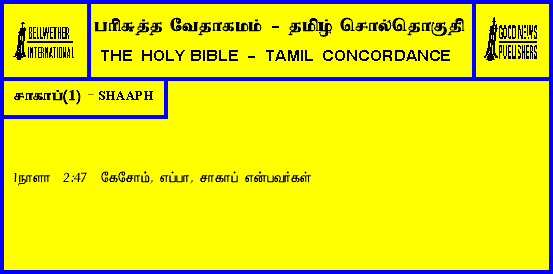 BELLWETHER
INTERNATIONAL
பரிசுத்த வேதாகமம் - தமிழ் சொல்தொகுதி
THE HOLY BIBLE - TAMIL CONCORDANCE
GOOD NEWS
PUBLISHERS
சாகாப்(1) - SHAAPH
1நாளா 2:47 கேசோம், எப்பா, சாகாப் என்பவர்கள்